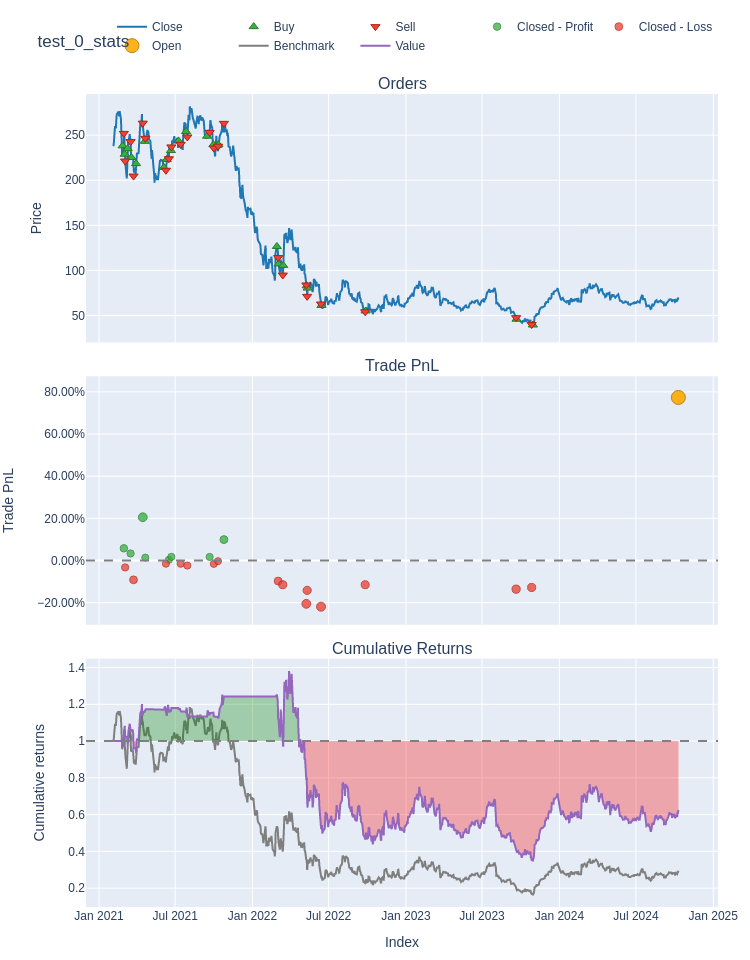 test_0_stats
Close
Buy
Sell
Closed - Profit
Closed - Loss
Open
Benchmark
Value
Orders
250
200
150
100
50
Price
Trade PnL
80.00%
60.00%
40.00%
20.00%
0.00%
−20.00%
Trade PnL
Cumulative Returns
1.4
1.2
1
0.8
0.6
0.4
0.2
Cumulative returns
Jan 2021
Jul 2021
Jan 2022
Jul 2022
Jan 2023
Jul 2023
Jan 2024
Jul 2024
Jan 2025
Index